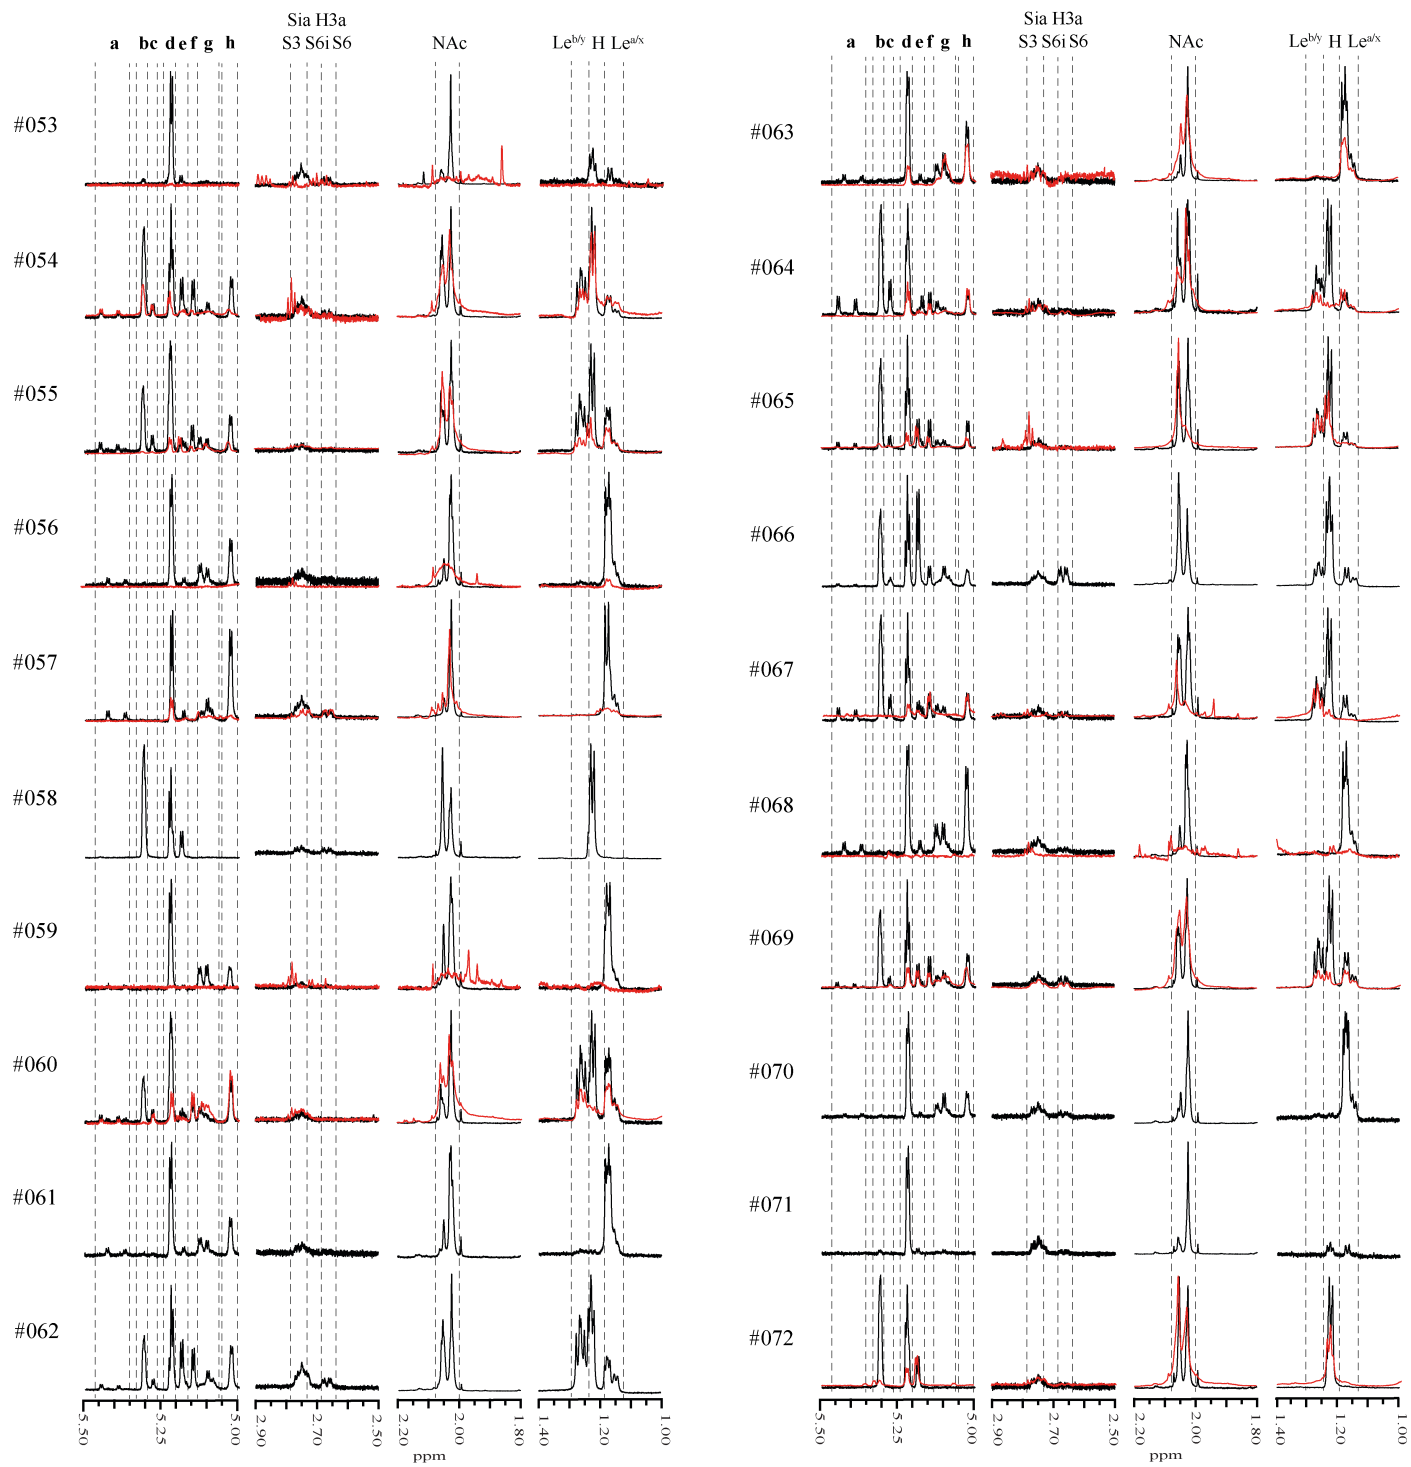 Sia H3a
a bc d e f g h S3 S6i S6 NAc Le^b/y H Le^a/x
#053
#054
#055
#056
#057
#058
#059
#060
#061
#062
5.50 5.25 5.00 2.90 2.70 2.50 2.20 2.00 1.80 1.40 1.20 1.00
ppm
Sia H3a
a bc d e f g h S3 S6i S6 NAc Le^b/y H Le^a/x
#063
#064
#065
#066
#067
#068
#069
#070
#071
#072
5.50 5.25 5.00 2.90 2.70 2.50 2.20 2.00 1.80 1.40 1.20 1.00
ppm